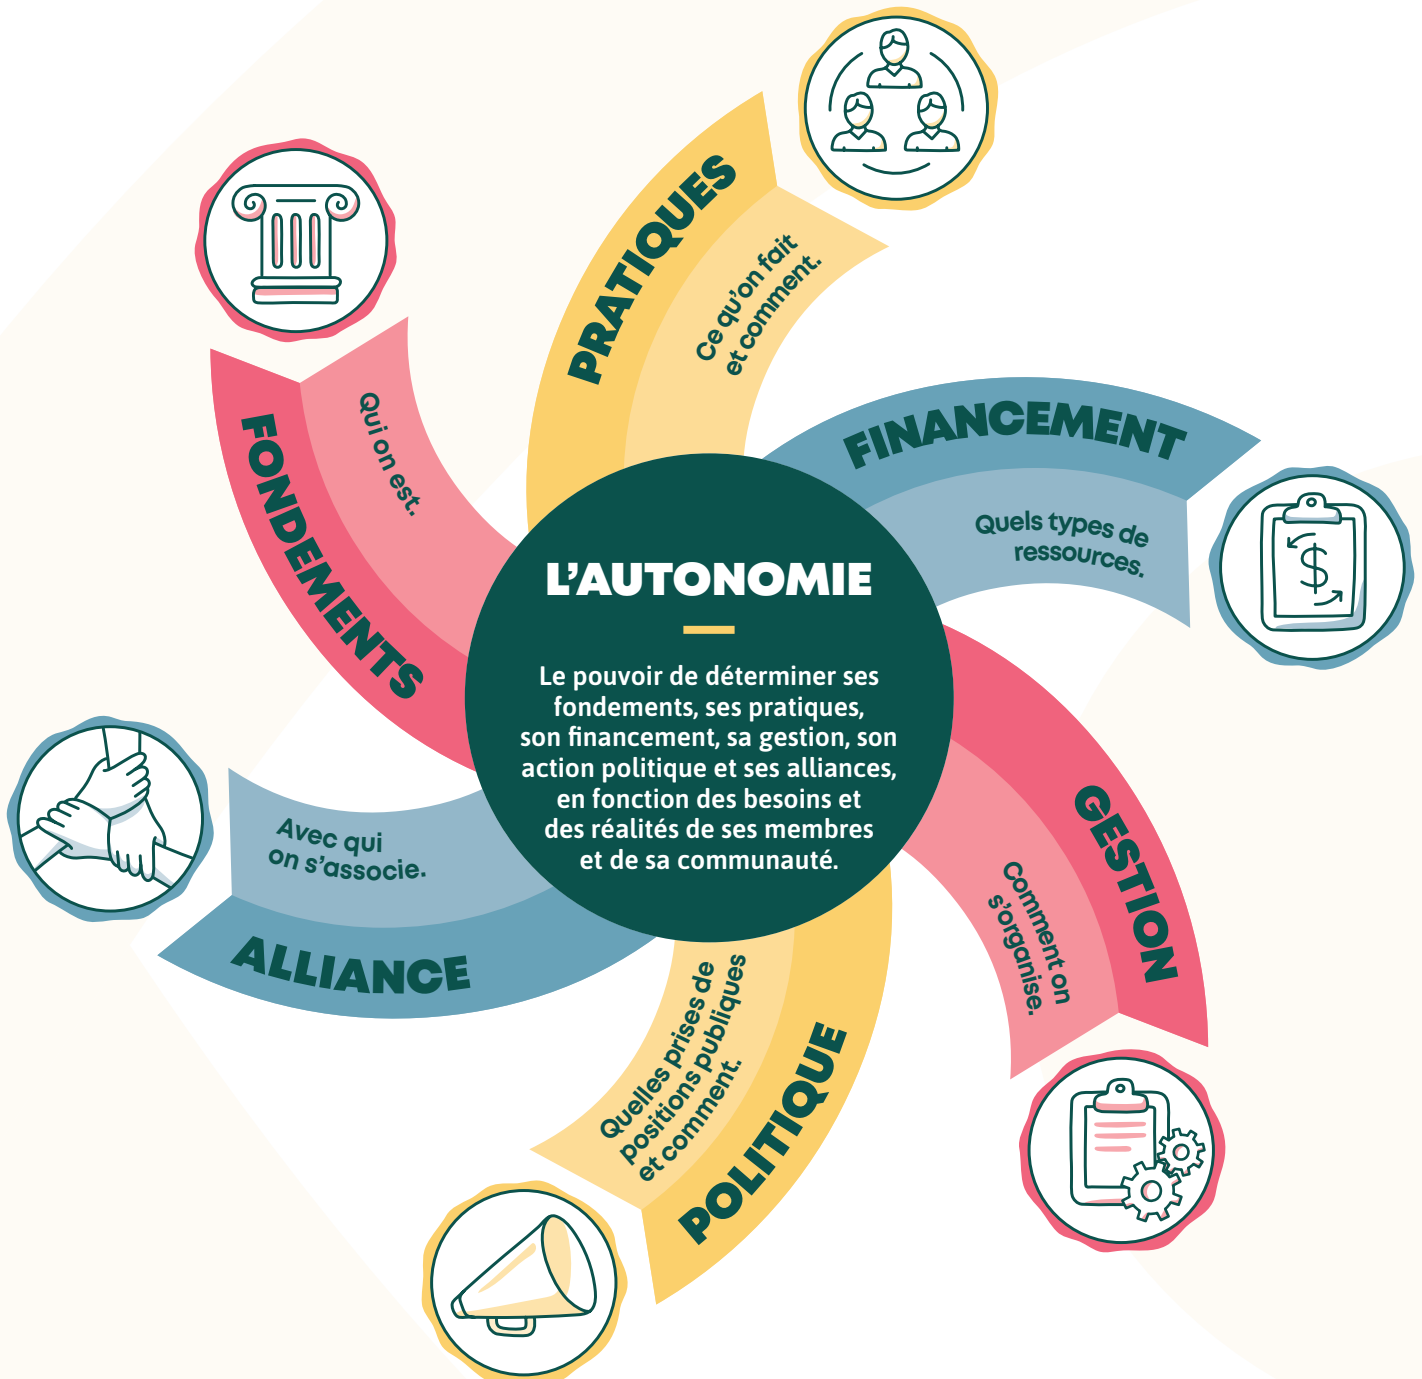 PRATIQUES
Ce qu'on fait
et comment.
FINANCEMENT
Quels types de
ressources.
$
GESTION
Comment on
s'organise.
POLITIQUE
Quelles prises de
positions publiques
et comment.
ALLIANCE
Avec qui
on s'associe.
FONDEMENTS
Qui on est.
L'AUTONOMIE
Le pouvoir de déterminer ses
fondements, ses pratiques,
son financement, sa gestion, son
action politique et ses alliances,
en fonction des besoins et
des réalités de ses membres
et de sa communauté.